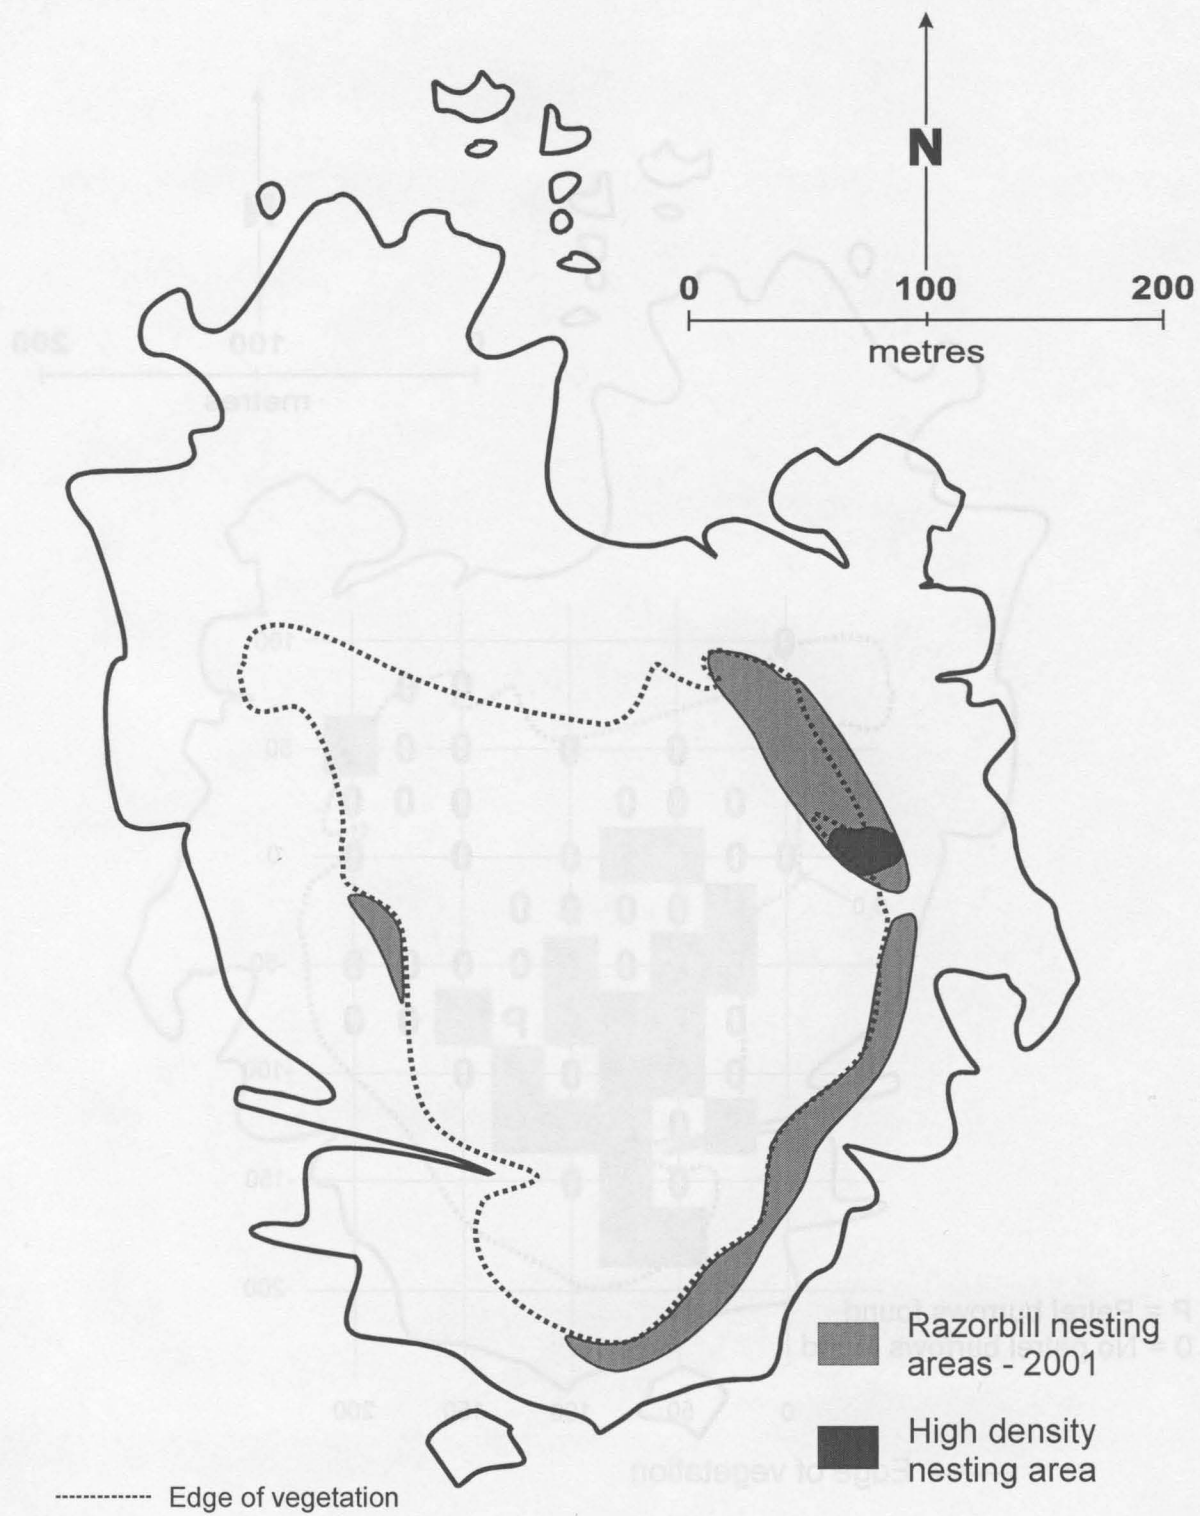 N
0 100 200
metres
Razorbill nesting
areas - 2001
High density
nesting area
Edge of vegetation